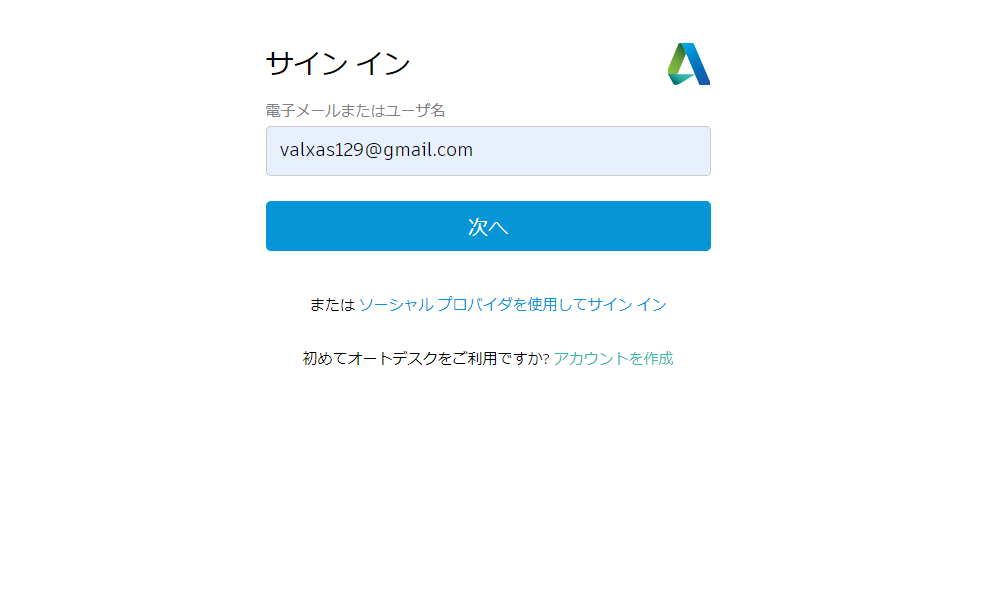 サイン イン
電子メールまたはユーザ名
valxas129@gmail.com
次へ
または ソーシャル プロバイダを使用してサイン イン
初めてオートデスクをご利用ですか? アカウントを作成